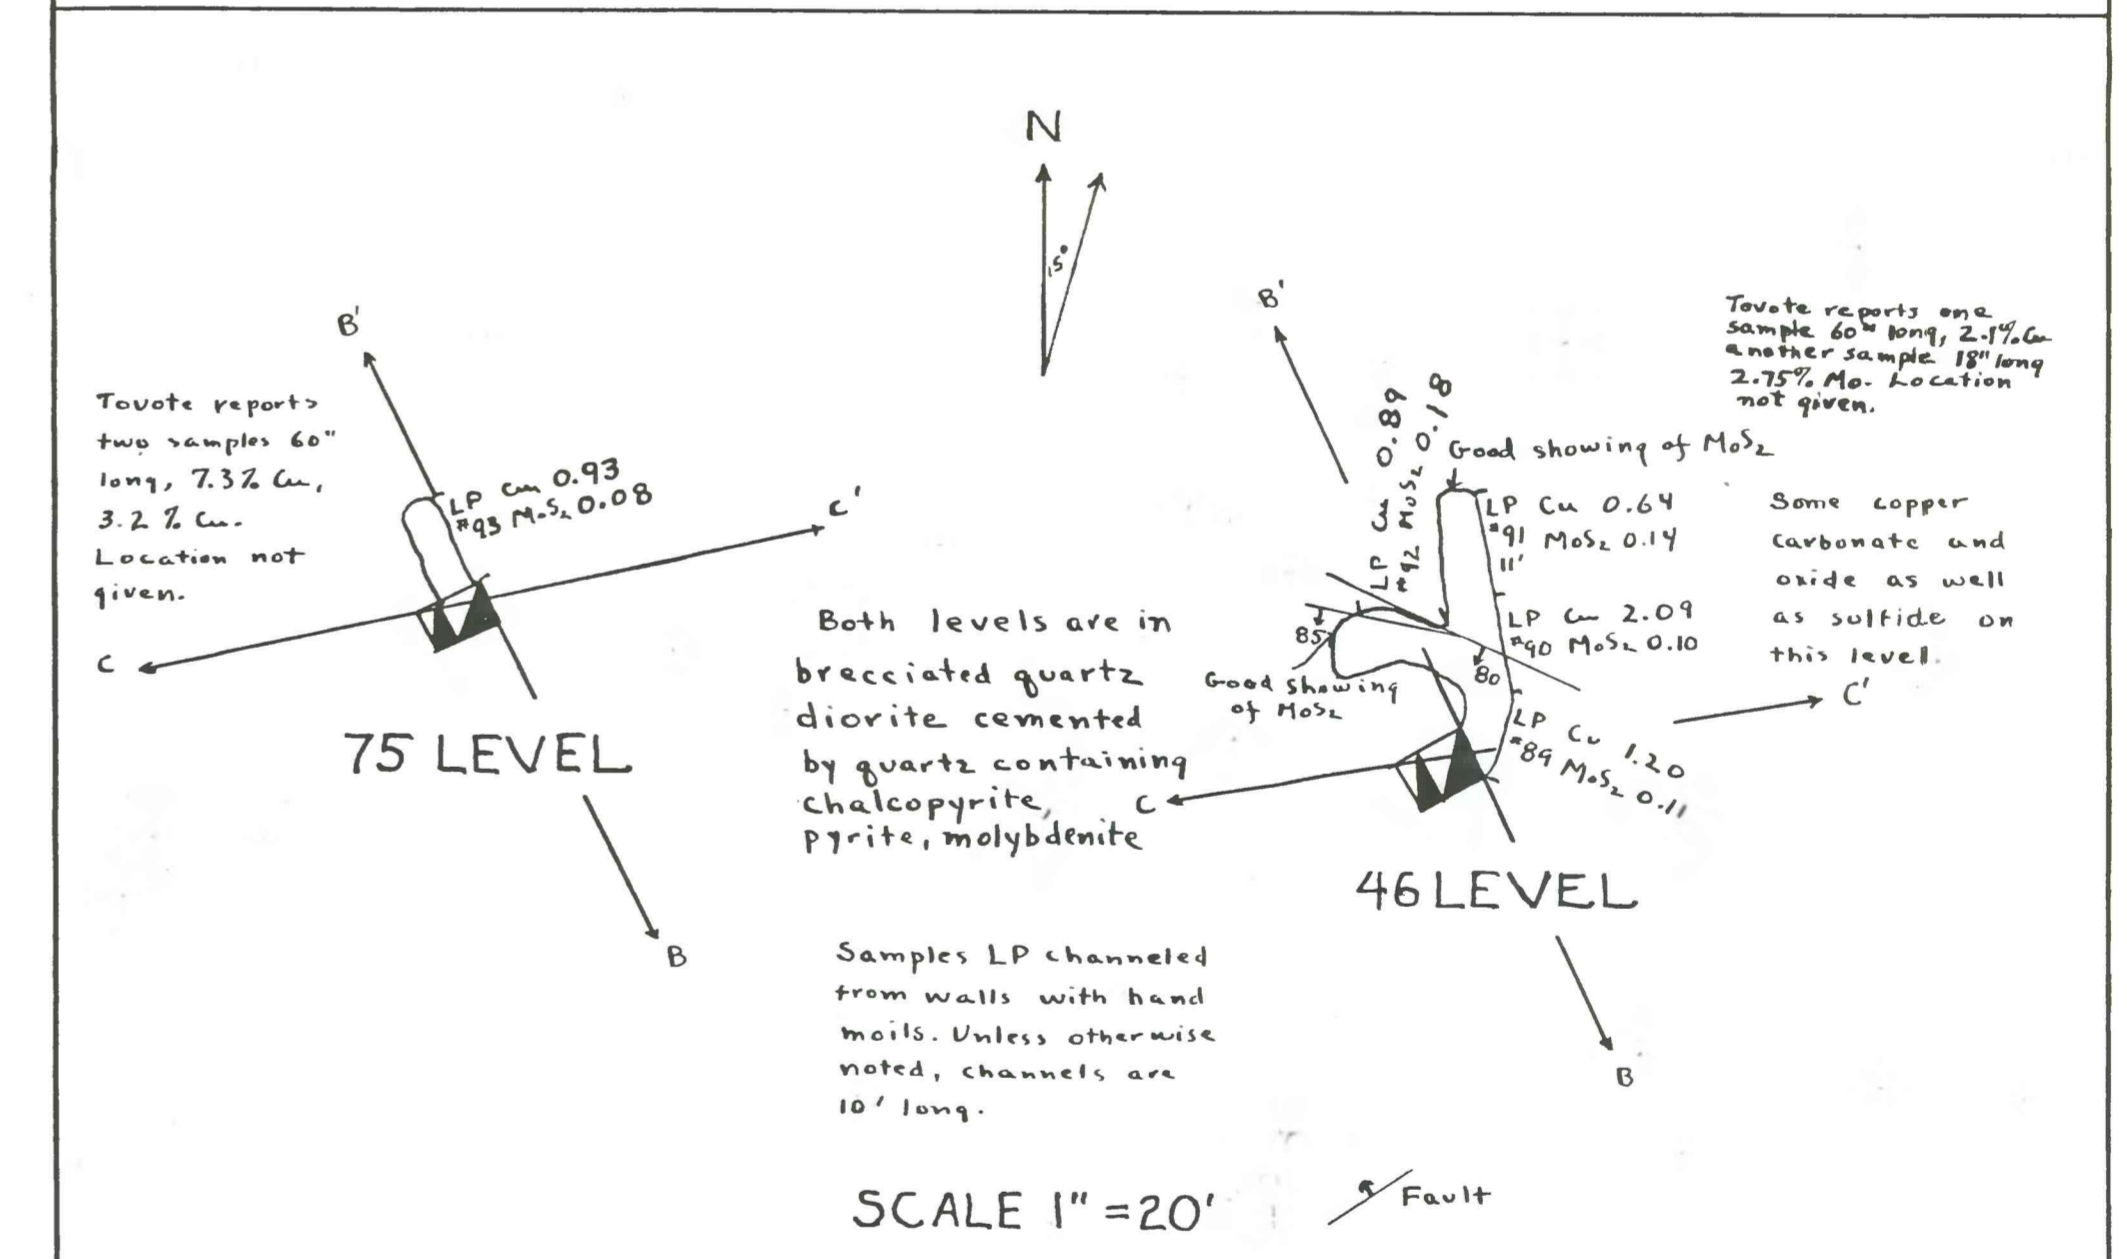 N
15°
B'
Tovote reports
two samples 60"
long, 7.3% Cu,
3.2 % Cu.
Location not
given.
LP Cu 0.93
#93 MoS2 0.08
C'
C
75 LEVEL
B
Both levels are in
brecciated quartz
diorite cemented
by quartz containing
chalcopyrite,
pyrite, molybdenite
Samples LP channeled
from walls with hand
moils. Unless otherwise
noted, channels are
10' long.
B'
Tovote reports one
sample 60" long, 2.1% Cu
another sample 18" long
2.75% Mo. Location
not given.
LP Cu 0.89
#92 MoS2 0.18
Good showing of MoS2
LP Cu 0.64
#91 MoS2 0.14
11'
Some copper
carbonate and
oxide as well
as sulfide on
this level.
LP Cu 2.09
#90 MoS2 0.10
85
80
Good showing
of MoS2
C'
LP Cu 1.20
#89 MoS2 0.11
C
46 LEVEL
B
SCALE 1" = 20'
Fault